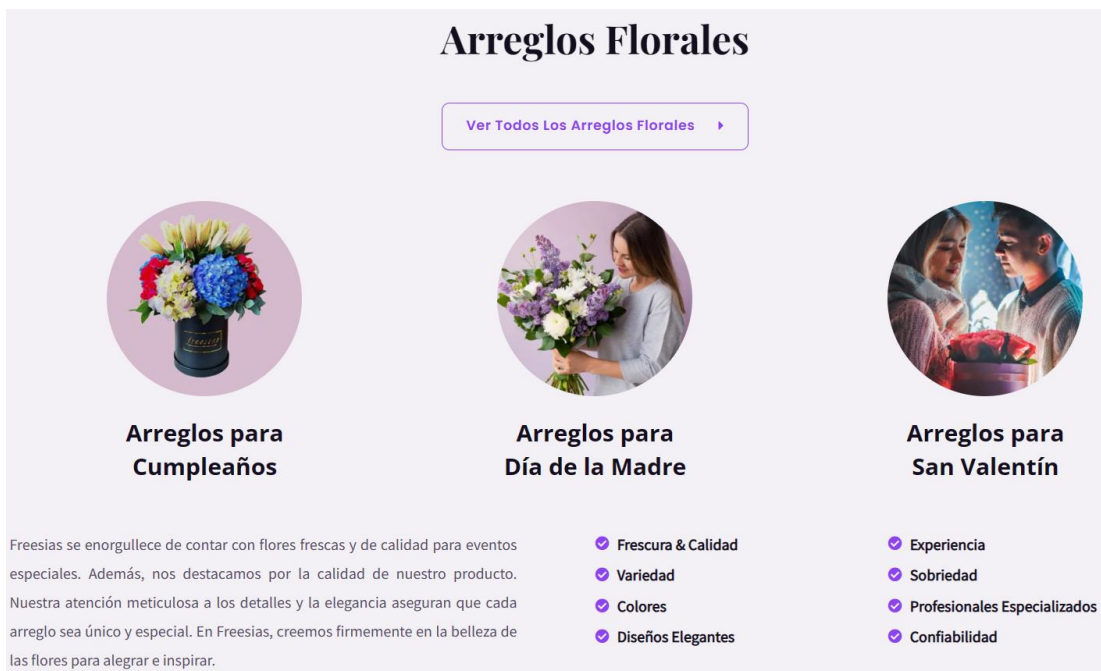 Arreglos Florales
Ver Todos Los Arreglos Florales
freesias
Arreglos para
Cumpleaños
Arreglos para
Día de la Madre
Arreglos para
San Valentín
Freesias se enorgullece de contar con flores frescas y de calidad para eventos
especiales. Además, nos destacamos por la calidad de nuestro producto.
Nuestra atención meticulosa a los detalles y la elegancia aseguran que cada
arreglo sea único y especial. En Freesias, creemos firmemente en la belleza de
las flores para alegrar e inspirar.
Frescura & Calidad
Variedad
Colores
Diseños Elegantes
Experiencia
Sobriedad
Profesionales Especializados
Confiabilidad